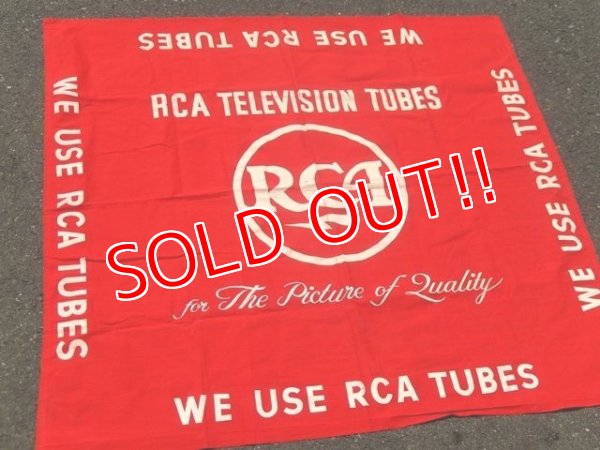 WE USE RCA TUBES
RCA TELEVISION TUBES
WE USE RCA TUBES
WE USE RCA TUBES
RCA
SOLD OUT!!
for The Picture of Quality
WE USE RCA TUBES